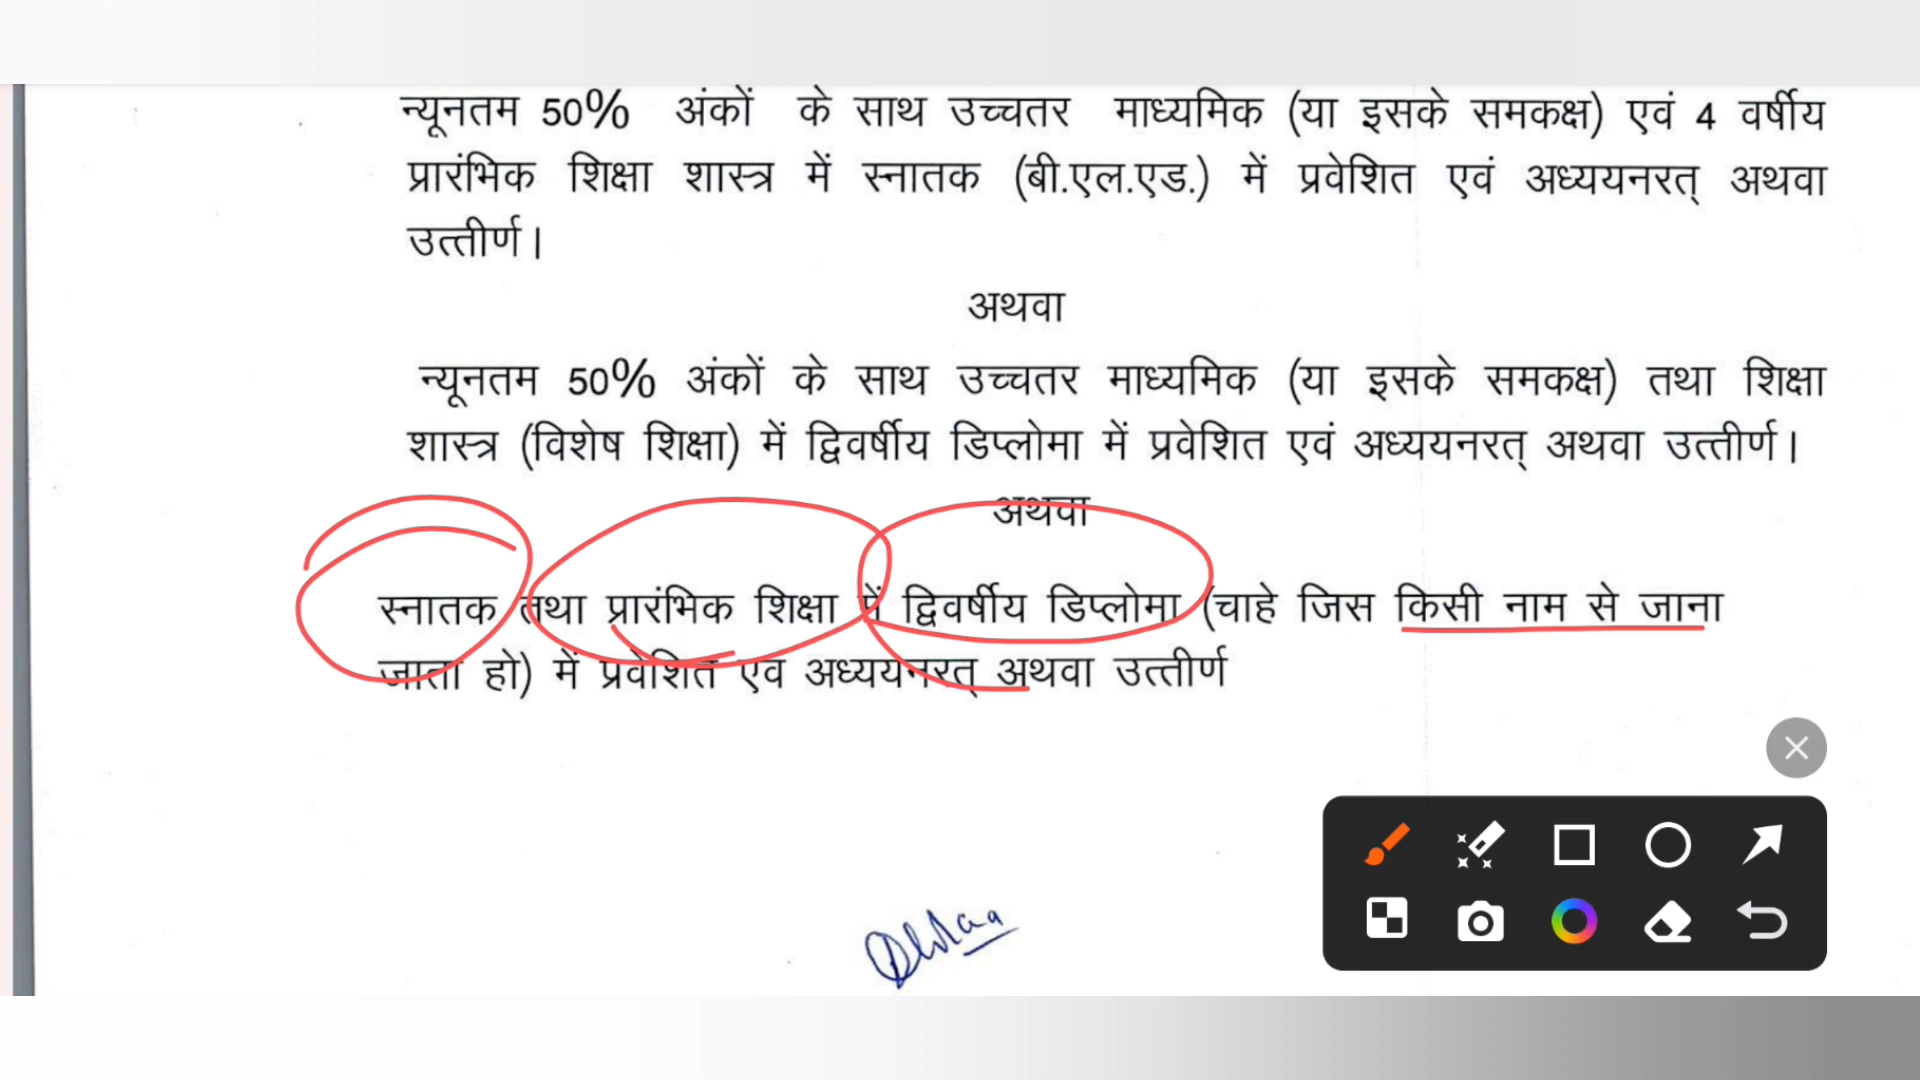 न्यूनतम 50% अंकों के साथ उच्चतर माध्यमिक (या इसके समकक्ष) एवं 4 वर्षीय
प्रारंभिक शिक्षा शास्त्र में स्नातक (बी.एल.एड.) में प्रवेशित एवं अध्ययनरत् अथवा
उत्तीर्ण।
अथवा
न्यूनतम 50% अंकों के साथ उच्चतर माध्यमिक (या इसके समकक्ष) तथा शिक्षा
शास्त्र (विशेष शिक्षा) में द्विवर्षीय डिप्लोमा में प्रवेशित एवं अध्ययनरत् अथवा उत्तीर्ण।
अथवा
स्नातक तथा प्रारंभिक शिक्षा में द्विवर्षीय डिप्लोमा (चाहे जिस किसी नाम से जाना
जाता हो) में प्रवेशित एवं अध्ययनरत् अथवा उत्तीर्ण